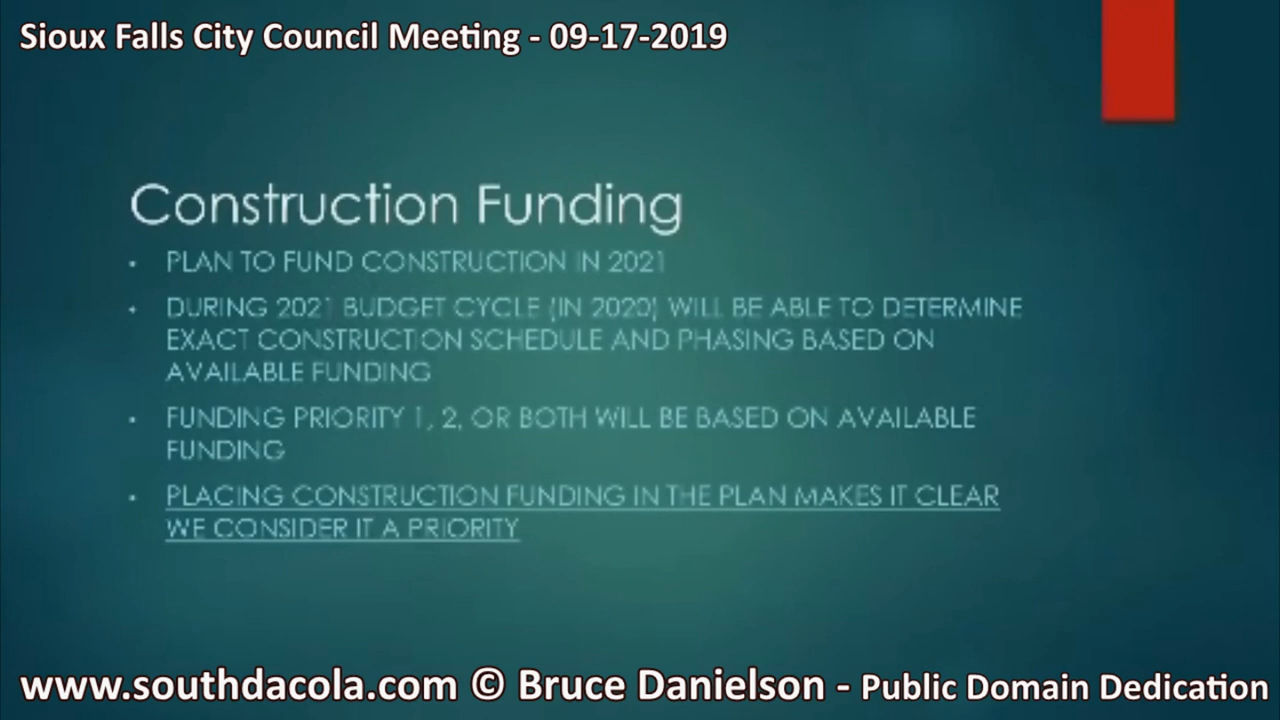 Sioux Falls City Council Meeting - 09-17-2019
Construction Funding
• PLAN TO FUND CONSTRUCTION IN 2021
• DURING 2021 BUDGET CYCLE (IN 2020) WILL BE ABLE TO DETERMINE
EXACT CONSTRUCTION SCHEDULE AND PHASING BASED ON
AVAILABLE FUNDING
• FUNDING PRIORITY 1, 2, OR BOTH WILL BE BASED ON AVAILABLE
FUNDING
• PLACING CONSTRUCTION FUNDING IN THE PLAN MAKES IT CLEAR
WE CONSIDER IT A PRIORITY
www.southdacola.com © Bruce Danielson - Public Domain Dedication